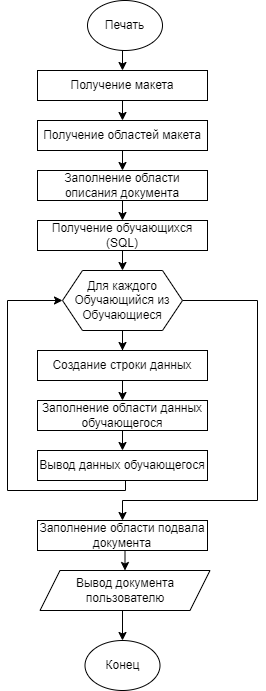 Печать
Получение макета
Получение областей макета
Заполнение области
описания документа
Получение обучающихся
(SQL)
Для каждого
Обучающийся из
Обучающиеся
Создание строки данных
Заполнение области данных
обучающегося
Вывод данных обучающегося
Заполнение области подвала
документа
Вывод документа
пользователю
Конец